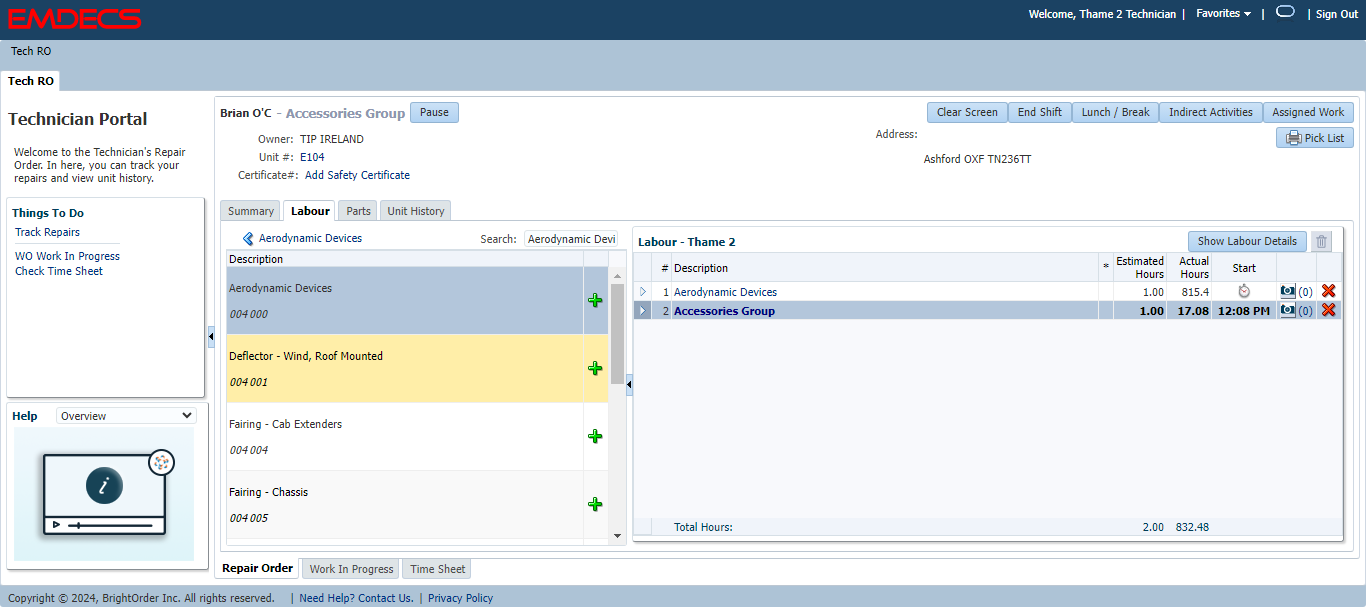 EMDECS
Welcome, Thame 2 Technician | Favorites | | Sign Out
Tech RO
Tech RO
Technician Portal
Welcome to the Technician's Repair
Order. In here, you can track your
repairs and view unit history.
Things To Do
Track Repairs
WO Work In Progress
Check Time Sheet
Help Overview
i
Brian O'C - Accessories Group Pause
Clear Screen End Shift Lunch / Break Indirect Activities Assigned Work
Pick List
Owner: TIP IRELAND
Unit #: E104
Certificate#: Add Safety Certificate
Address:
Ashford OXF TN236TT
Summary Labour Parts Unit History
Aerodynamic Devices Search: Aerodynamic Devi
Description
Aerodynamic Devices
004 000
Deflector - Wind, Roof Mounted
004 001
Fairing - Cab Extenders
004 004
Fairing - Chassis
004 005
Labour - Thame 2 Show Labour Details
# Description * Estimated Hours Actual Hours Start
1 Aerodynamic Devices 1.00 815.4 (0)
2 Accessories Group 1.00 17.08 12:08 PM (0)
Total Hours: 2.00 832.48
Repair Order Work In Progress Time Sheet
Copyright © 2024, BrightOrder Inc. All rights reserved. | Need Help? Contact Us. | Privacy Policy